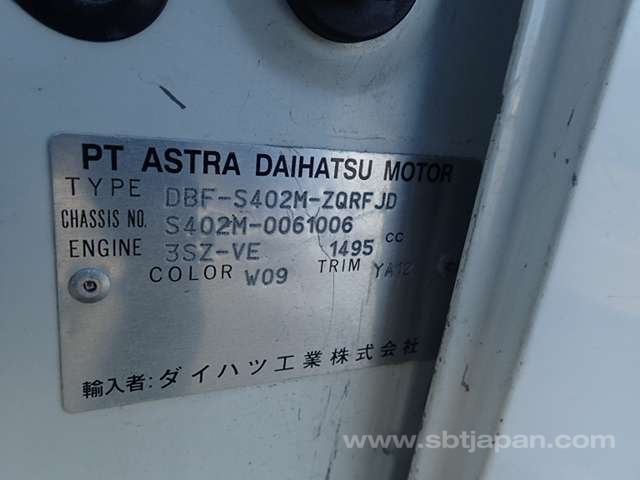 PT ASTRA DAIHATSU MOTOR
TYPE DBF-S402M-ZQRFJD
CHASSIS NO. S402M-0061006
ENGINE 3SZ-VE 1495 cc
COLOR W09 TRIM YA12
輸入者: ダイハツ工業株式会社
www.sbtjapan.com